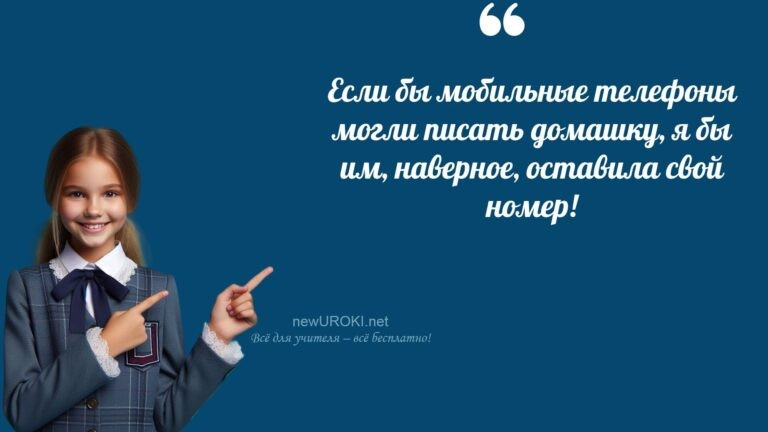 ❝
Если бы мобильные телефоны
могли писать домашку, я бы
им, наверное, оставила свой
номер!
newUROKI.net
Всё для учителя – всё бесплатно!